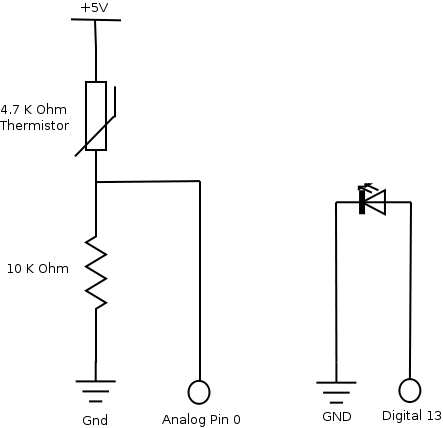 +5V
4.7 K Ohm
Thermistor
10 K Ohm
Gnd
Analog Pin 0
GND
Digital 13